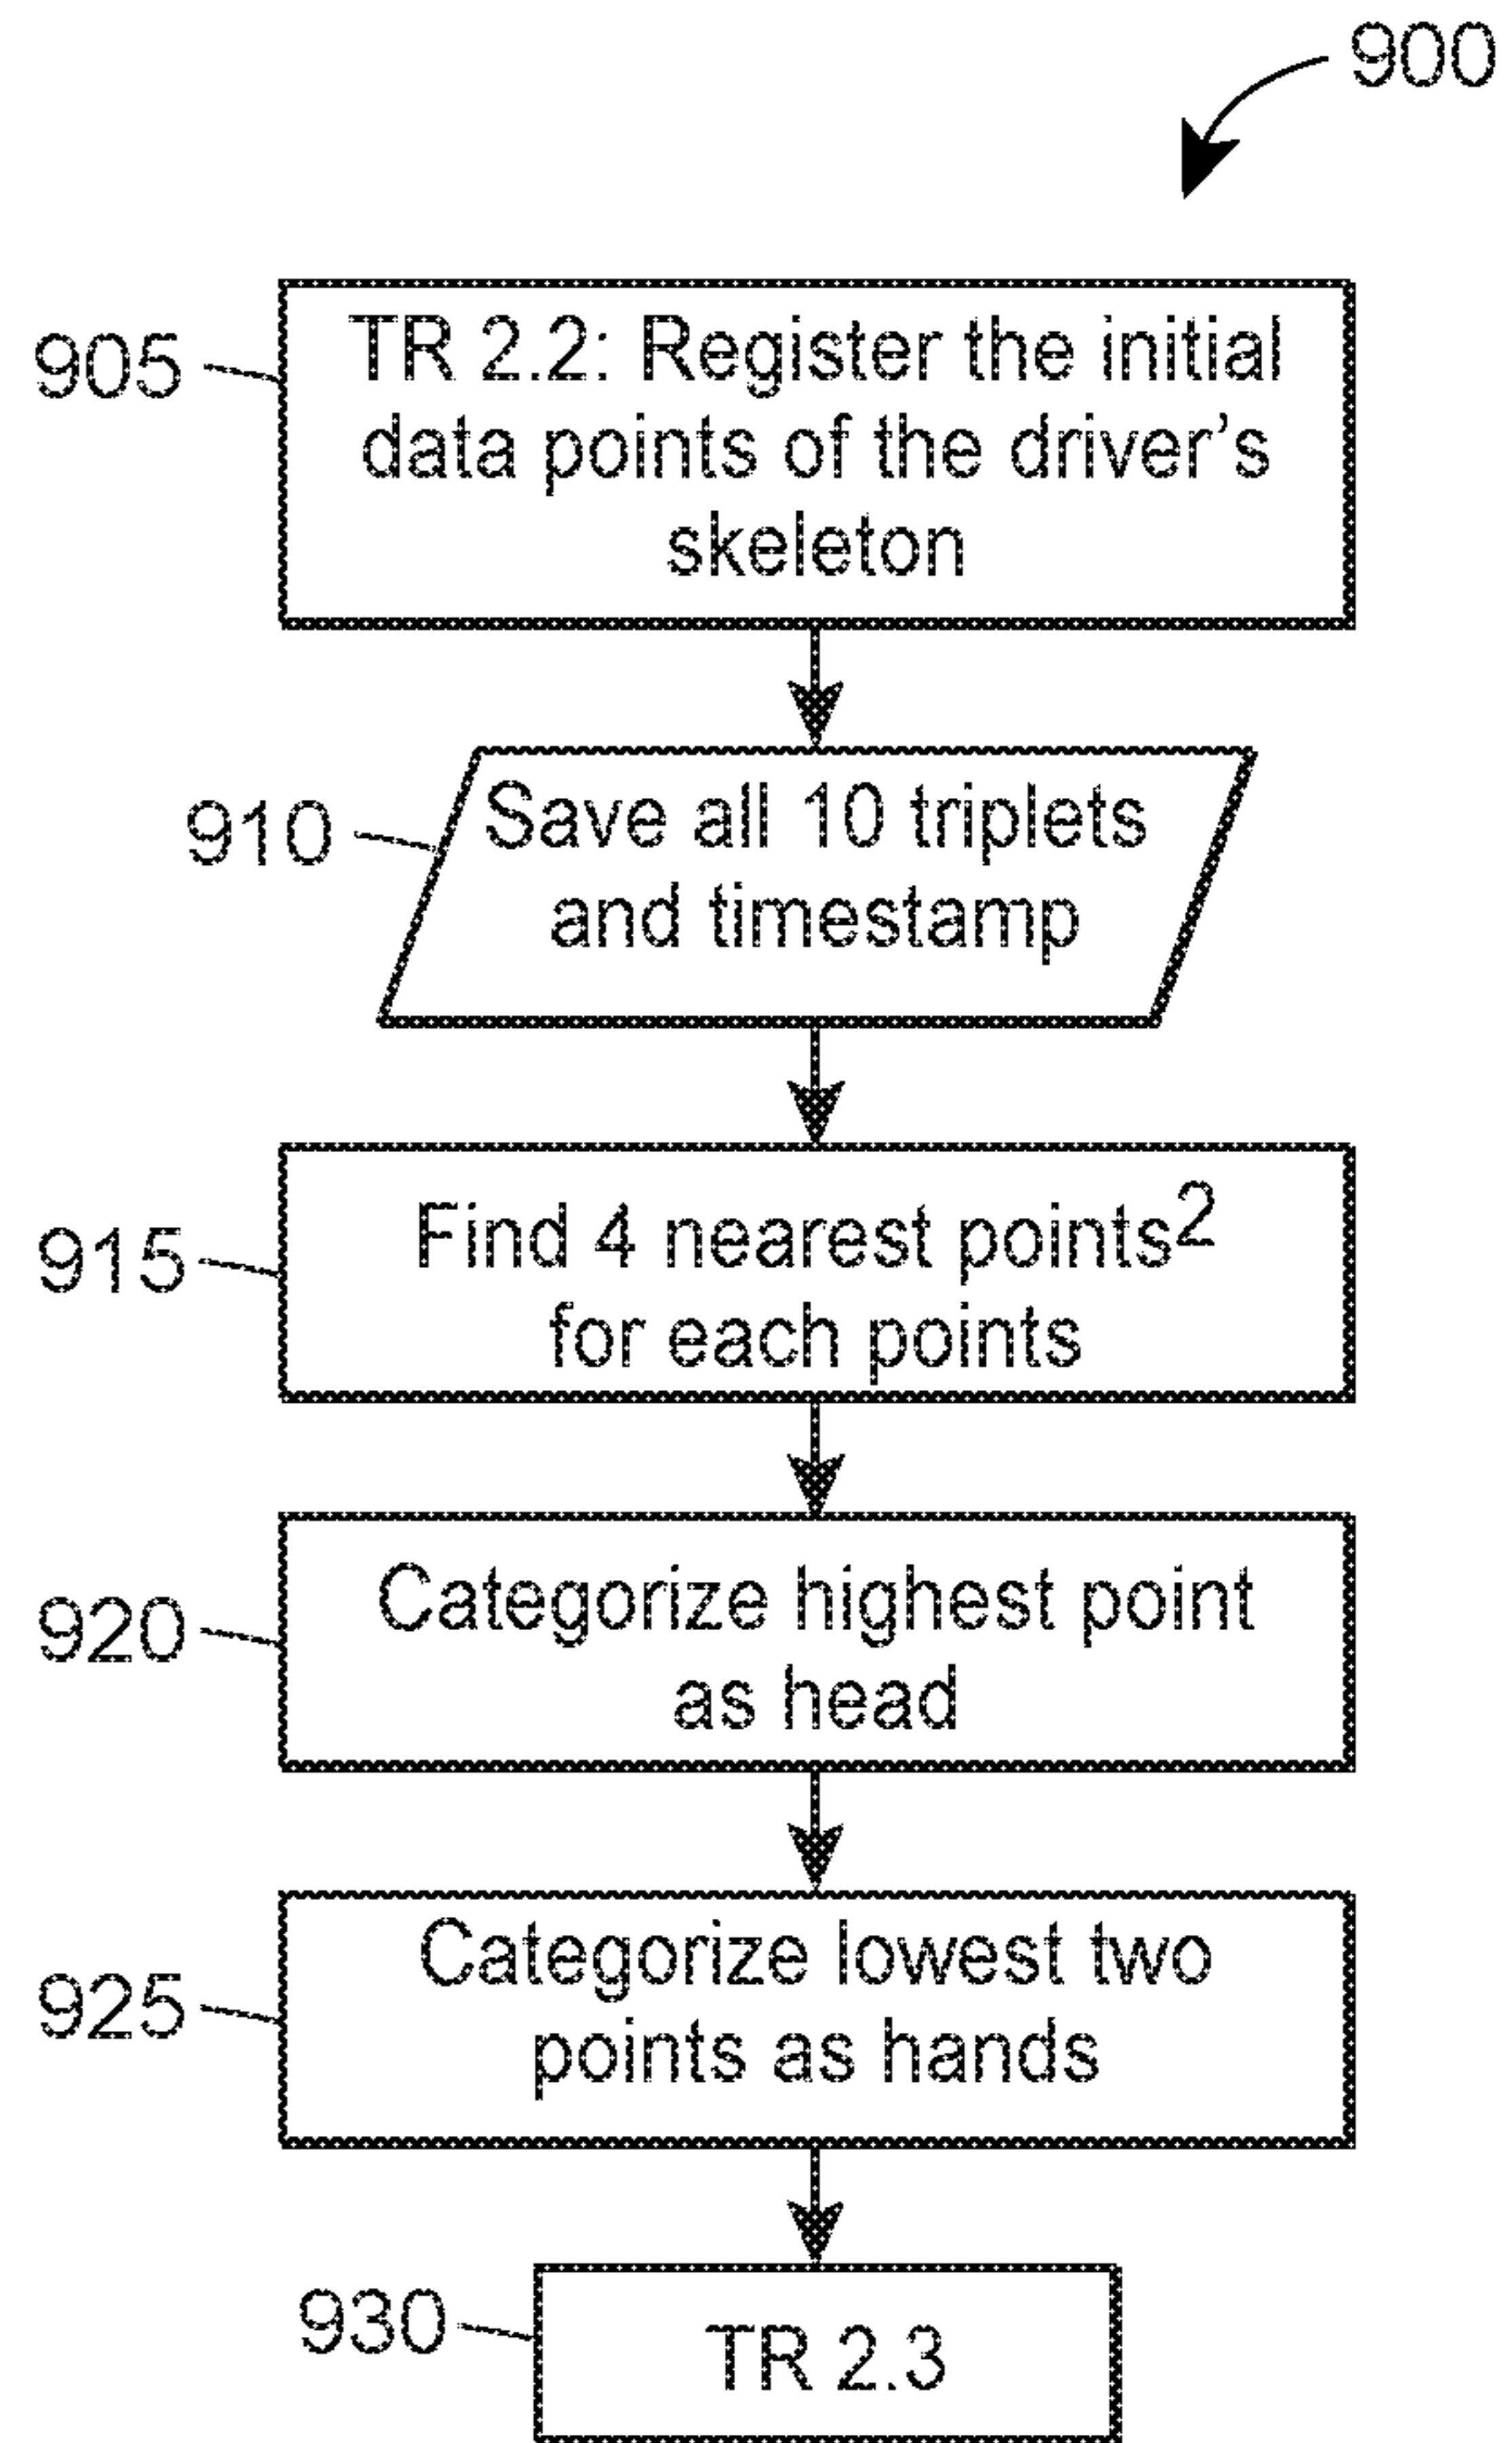 900
905
TR 2.2: Register the initial
data points of the driver's
skeleton
910
Save all 10 triplets
and timestamp
915
Find 4 nearest points2
for each points
920
Categorize highest point
as head
925
Categorize lowest two
points as hands
930
TR 2.3